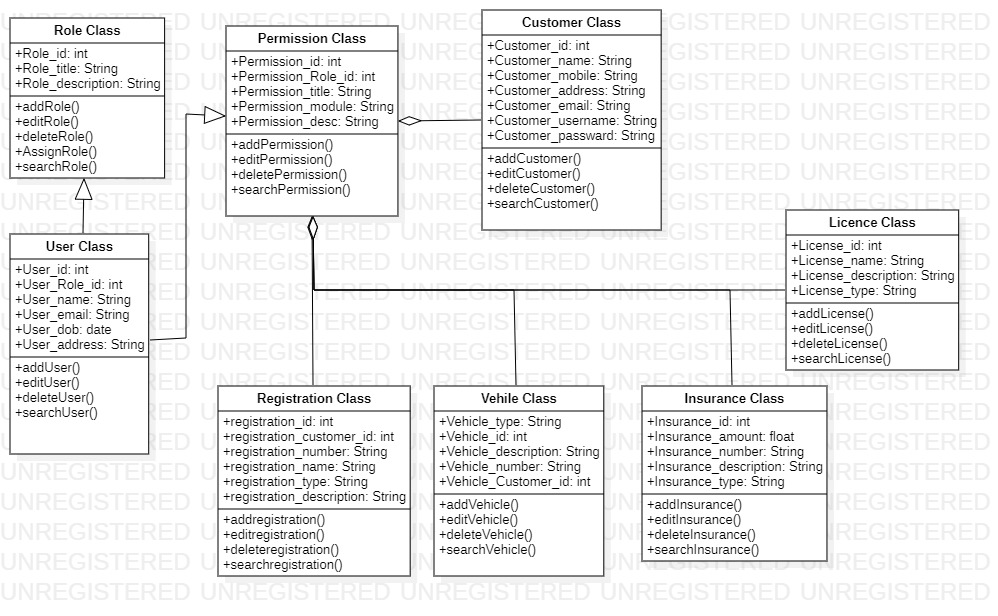 Role Class
+Role_id: int
+Role_title: String
+Role_description: String
+addRole()
+editRole()
+deleteRole()
+AssignRole()
+searchRole()
Permission Class
+Permission_id: int
+Permission_Role_id: int
+Permission_title: String
+Permission_module: String
+Permission_desc: String
+addPermission()
+editPermission()
+deletePermission()
+searchPermission()
Customer Class
+Customer_id: int
+Customer_name: String
+Customer_mobile: String
+Customer_address: String
+Customer_email: String
+Customer_username: String
+Customer_passward: String
+addCustomer()
+editCustomer()
+deleteCustomer()
+searchCustomer()
User Class
+User_id: int
+User_Role_id: int
+User_name: String
+User_email: String
+User_dob: date
+User_address: String
+addUser()
+editUser()
+deleteUser()
+searchUser()
Licence Class
+License_id: int
+License_name: String
+License_description: String
+License_type: String
+addLicense()
+editLicense()
+deleteLicense()
+searchLicense()
Registration Class
+registration_id: int
+registration_customer_id: int
+registration_number: String
+registration_name: String
+registration_type: String
+registration_description: String
+addregistration()
+editregistration()
+deleteregistration()
+searchregistration()
Vehile Class
+Vehicle_type: String
+Vehicle_id: int
+Vehicle_description: String
+Vehicle_number: String
+Vehicle_Customer_id: int
+addVehicle()
+editVehicle()
+deleteVehicle()
+searchVehicle()
Insurance Class
+Insurance_id: int
+Insurance_amount: float
+Insurance_number: String
+Insurance_description: String
+Insurance_type: String
+addInsurance()
+editInsurance()
+deleteInsurance()
+searchInsurance()
UNREGISTERED